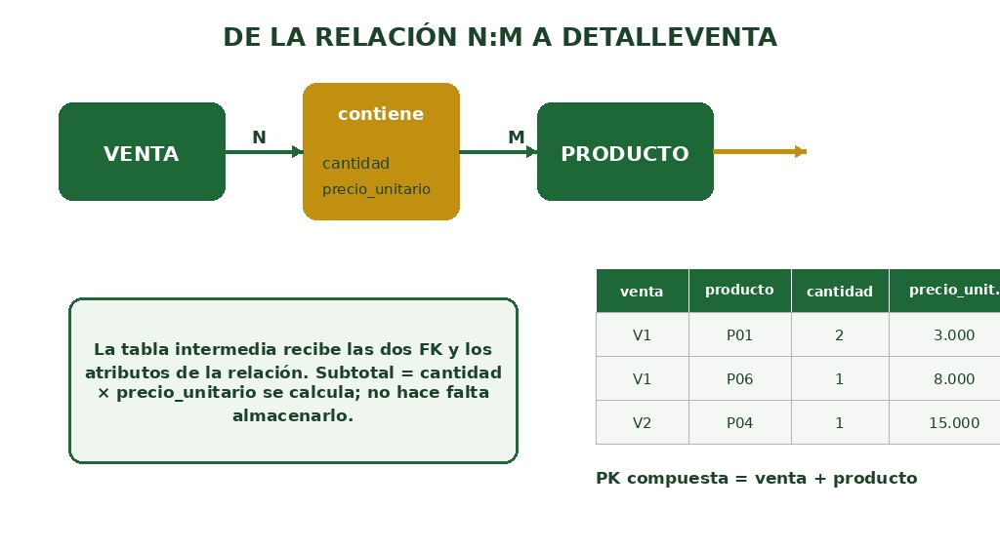 DE LA RELACIÓN N:M A DETALLEVENTA
VENTA
N
contiene
cantidad
precio_unitario
M
PRODUCTO
La tabla intermedia recibe las dos FK y los
atributos de la relación. Subtotal = cantidad
× precio_unitario se calcula; no hace falta
almacenarlo.
venta producto cantidad precio_unit.
V1 P01 2 3.000
V1 P06 1 8.000
V2 P04 1 15.000
PK compuesta = venta + producto